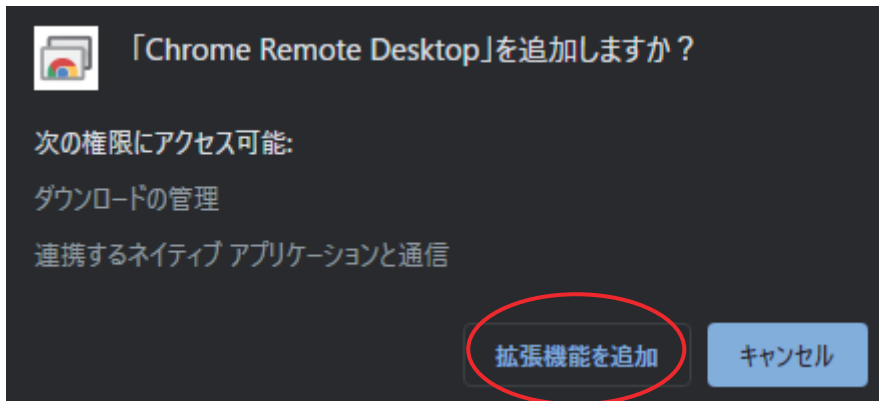 「Chrome Remote Desktop」を追加しますか？
次の権限にアクセス可能:
ダウンロードの管理
連携するネイティブ アプリケーションと通信
拡張機能を追加
キャンセル